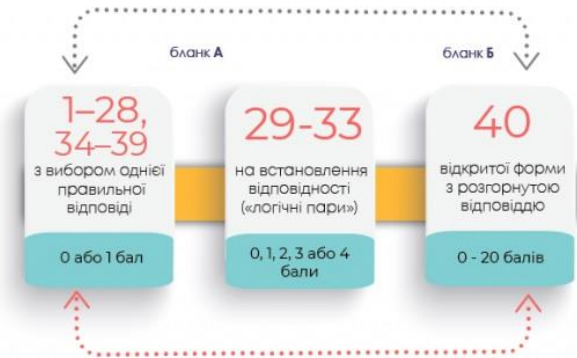 бланк А
бланк Б
1–28,
34–39
з вибором однієї
правильної
відповіді
0 або 1 бал
29-33
на встановлення
відповідності
(«логічні пари»)
0, 1, 2, 3 або 4
бали
40
відкритої форми
з розгорнутою
відповіддю
0 - 20 балів